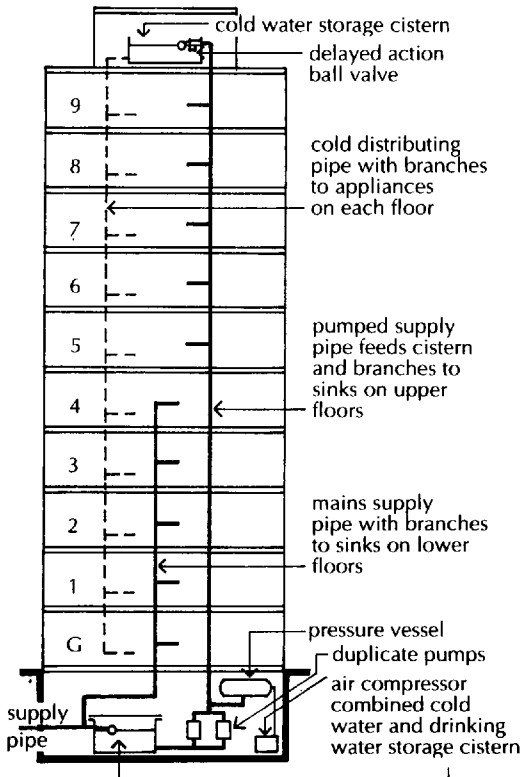 cold water storage cistern
delayed action
ball valve
9
cold distributing
pipe with branches
to appliances
on each floor
8
7
6
5
pumped supply
pipe feeds cistern
and branches to
sinks on upper
floors
4
3
mains supply
pipe with branches
to sinks on lower
floors
2
1
G
pressure vessel
duplicate pumps
air compressor
combined cold
water and drinking
water storage cistern
supply
pipe